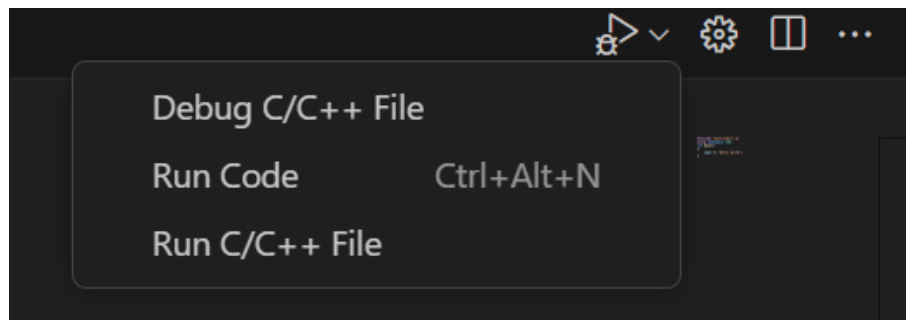 Debug C/C++ File
Run Code Ctrl+Alt+N
Run C/C++ File